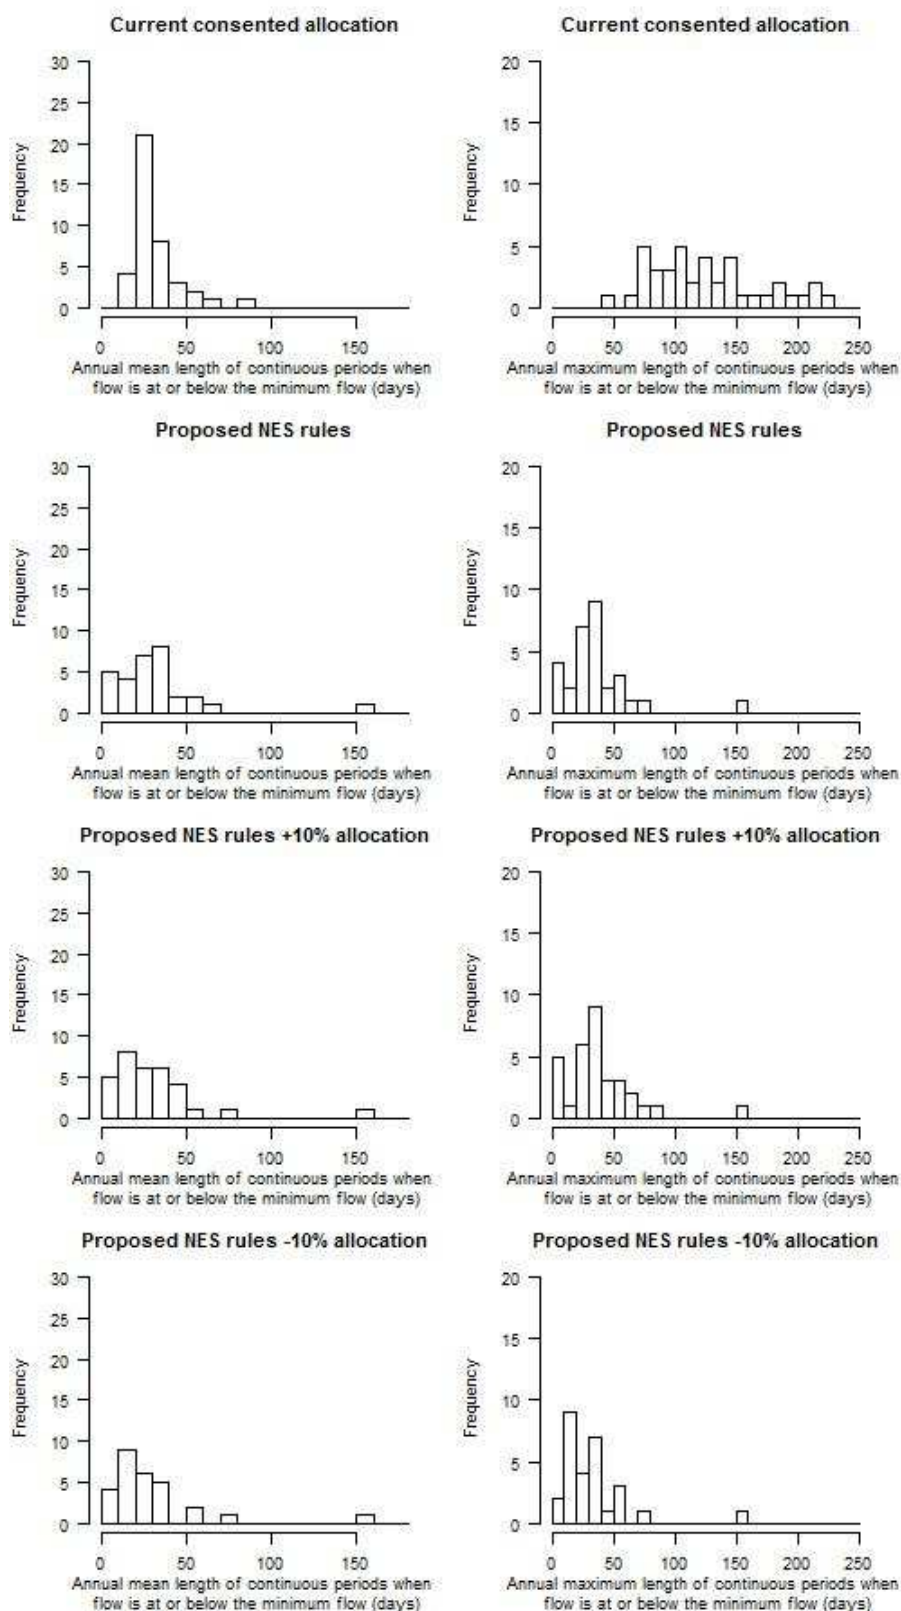 Current consented allocation
30
25
20
15
10
5
0
Frequency
0 50 100 150
Annual mean length of continuous periods when
flow is at or below the minimum flow (days)
Current consented allocation
20
15
10
5
0
Frequency
0 50 100 150 200 250
Annual maximum length of continuous periods when
flow is at or below the minimum flow (days)
Proposed NES rules
30
25
20
15
10
5
0
Frequency
0 50 100 150
Annual mean length of continuous periods when
flow is at or below the minimum flow (days)
Proposed NES rules
20
15
10
5
0
Frequency
0 50 100 150 200 250
Annual maximum length of continuous periods when
flow is at or below the minimum flow (days)
Proposed NES rules +10% allocation
30
25
20
15
10
5
0
Frequency
0 50 100 150
Annual mean length of continuous periods when
flow is at or below the minimum flow (days)
Proposed NES rules +10% allocation
20
15
10
5
0
Frequency
0 50 100 150 200 250
Annual maximum length of continuous periods when
flow is at or below the minimum flow (days)
Proposed NES rules -10% allocation
30
25
20
15
10
5
0
Frequency
0 50 100 150
Annual mean length of continuous periods when
flow is at or below the minimum flow (days)
Proposed NES rules -10% allocation
20
15
10
5
0
Frequency
0 50 100 150 200 250
Annual maximum length of continuous periods when
flow is at or below the minimum flow (days)